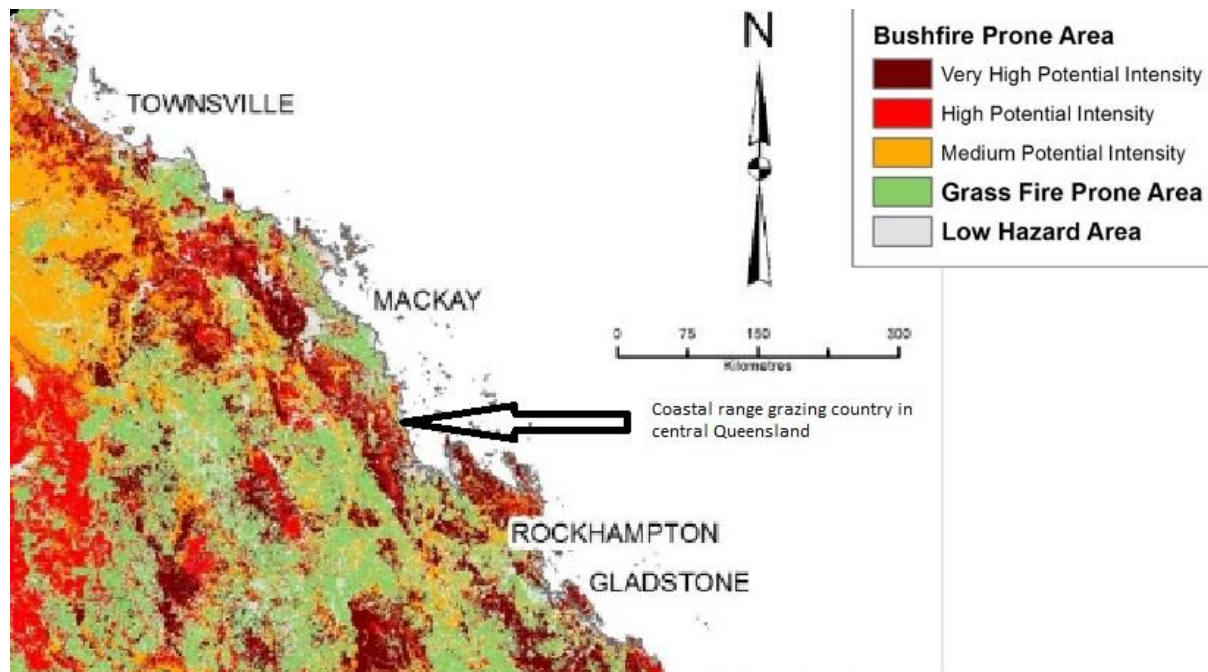 TOWNSVILLE
MACKAY
ROCKHAMPTON
GLADSTONE
N
0 75 150 300
Kilometres
Coastal range grazing country in
central Queensland
Bushfire Prone Area
Very High Potential Intensity
High Potential Intensity
Medium Potential Intensity
Grass Fire Prone Area
Low Hazard Area